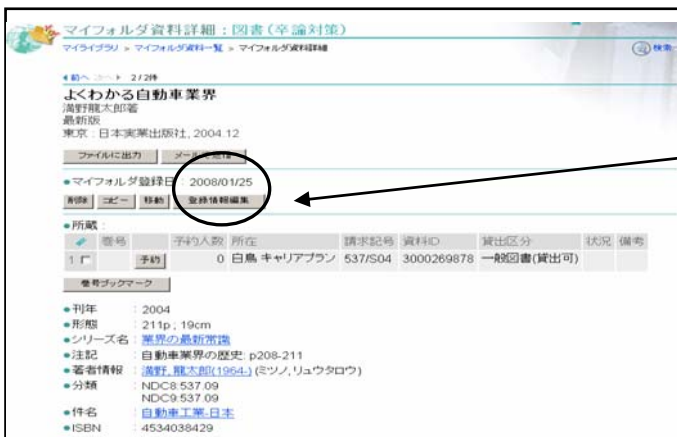 マイフォルダ資料詳細：図書(卒論対策)
マイライブラリ > マイフォルダ資料一覧 > マイフォルダ資料詳細
検索
前へ 次へ 2/2件
よくわかる自動車業界
満野龍太郎著
最新版
東京：日本実業出版社, 2004.12
ファイルに出力 メールで送信
●マイフォルダ登録日：2008/01/25
削除 コピー 移動 登録情報編集
●所蔵：
巻号 予約人数 所在 請求記号 資料ID 貸出区分 状況 備考
1 予約 0 白鳥 キャリアプラン 537/S04 3000269878 一般図書(貸出可)
巻号ブックマーク
●刊年 : 2004
●形態 : 211p ; 19cm
●シリーズ名 : 業界の最新常識
●注記 : 自動車業界の歴史: p208-211
●著者情報 : 満野, 龍太郎(1964-) (ミツノ, リュウタロウ)
●分類 : NDC8:537.09
NDC9:537.09
●件名 : 自動車工業-日本
●ISBN : 4534038429